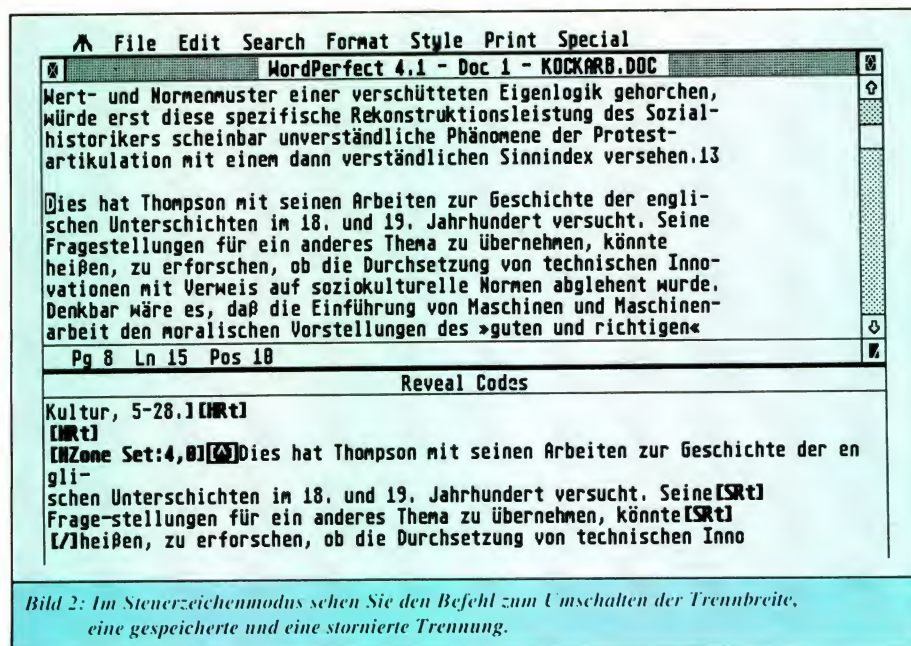 File Edit Search Format Style Print Special
WordPerfect 4.1 - Doc 1 - KOCKARB.DOC
Wert- und Normenmuster einer verschütteten Eigenlogik gehorchen,
würde erst diese spezifische Rekonstruktionsleistung des Sozial-
historikers scheinbar unverständliche Phänomene der Protest-
artikulation mit einem dann verständlichen Sinnindex versehen.13
Dies hat Thompson mit seinen Arbeiten zur Geschichte der engli-
schen Unterschichten im 18. und 19. Jahrhundert versucht. Seine
Fragestellungen für ein anderes Thema zu übernehmen, könnte
heißen, zu erforschen, ob die Durchsetzung von technischen Inno-
vationen mit Verweis auf soziokulturelle Normen abglehent wurde.
Denkbar wäre es, daß die Einführung von Maschinen und Maschinen-
arbeit den moralischen Vorstellungen des »guten und richtigen«
Pg 8 Ln 15 Pos 10
Reveal Codes
Kultur, 5-28.][HRt]
[HRt]
[HZone Set:4,0][^]Dies hat Thompson mit seinen Arbeiten zur Geschichte der en
gli-
schen Unterschichten im 18. und 19. Jahrhundert versucht. Seine[SRt]
Frage-stellungen für ein anderes Thema zu übernehmen, könnte[SRt]
[/]heißen, zu erforschen, ob die Durchsetzung von technischen Inno
Bild 2: Im Steuerzeichenmodus sehen Sie den Befehl zum Umschalten der Trennbreite,
eine gespeicherte und eine stornierte Trennung.